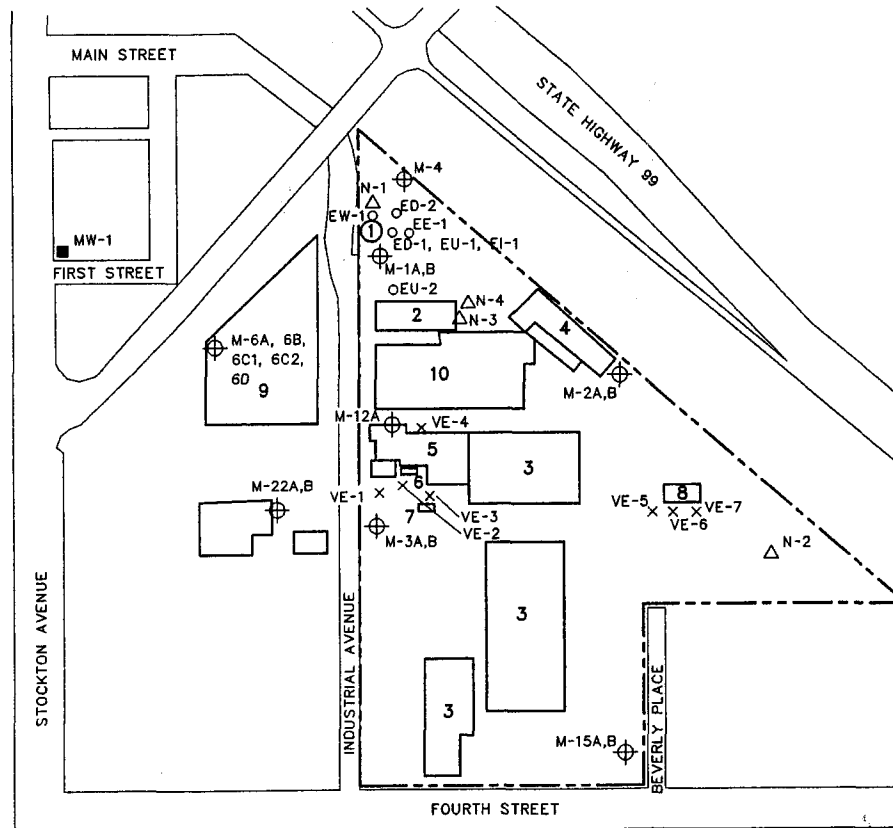 MAIN STREET
STATE HIGHWAY 99
M-4
N-1
ED-2
EW-1
EE-1
1
ED-1, EU-1, EI-1
MW-1
M-1A,B
FIRST STREET
EU-2
N-4
2
N-3
4
M-6A, 6B,
6C1, 6C2,
6D
9
10
M-2A,B
M-12A
VE-4
5
3
6
8
VE-1
M-22A,B
7
VE-3
VE-2
VE-5
VE-7
VE-6
M-3A,B
N-2
3
STOCKTON AVENUE
INDUSTRIAL AVENUE
3
BEVERLY PLACE
M-15A,B
FOURTH STREET